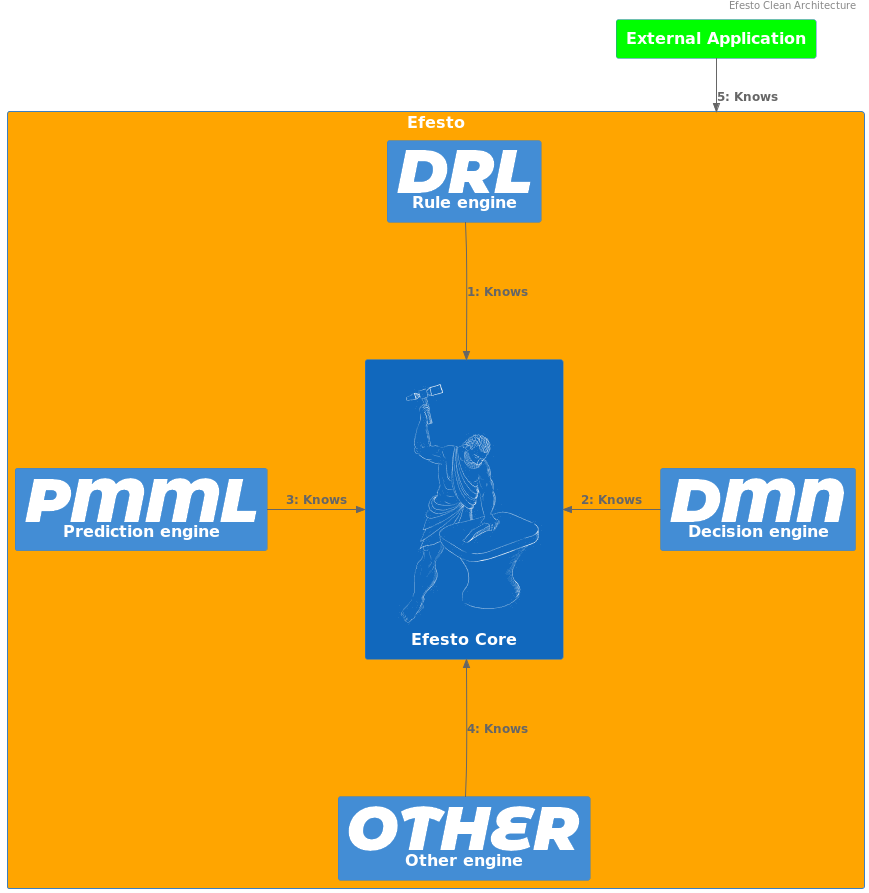 Efesto Clean Architecture
External Application
5: Knows
Efesto
DRL
Rule engine
1: Knows
PMML
Prediction engine
3: Knows
2: Knows
DMN
Decision engine
Efesto Core
4: Knows
OTHER
Other engine